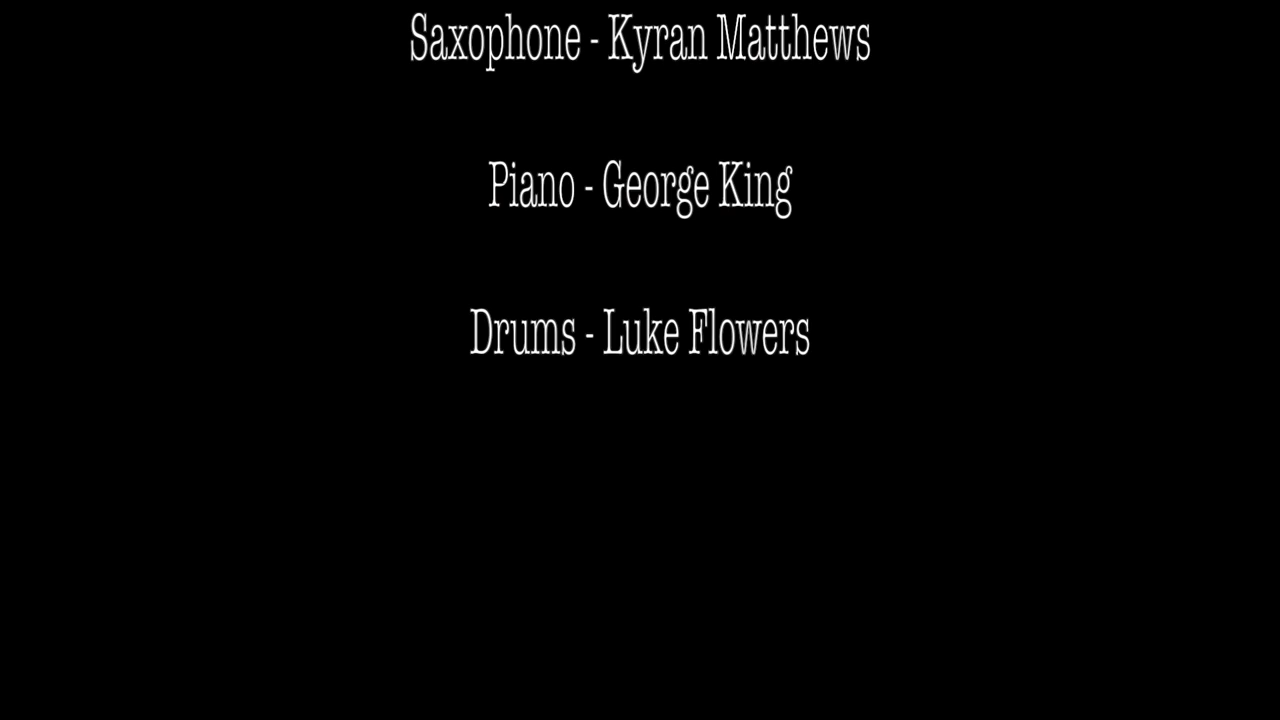 Saxophone - Kyran Matthews
Piano - George King
Drums - Luke Flowers